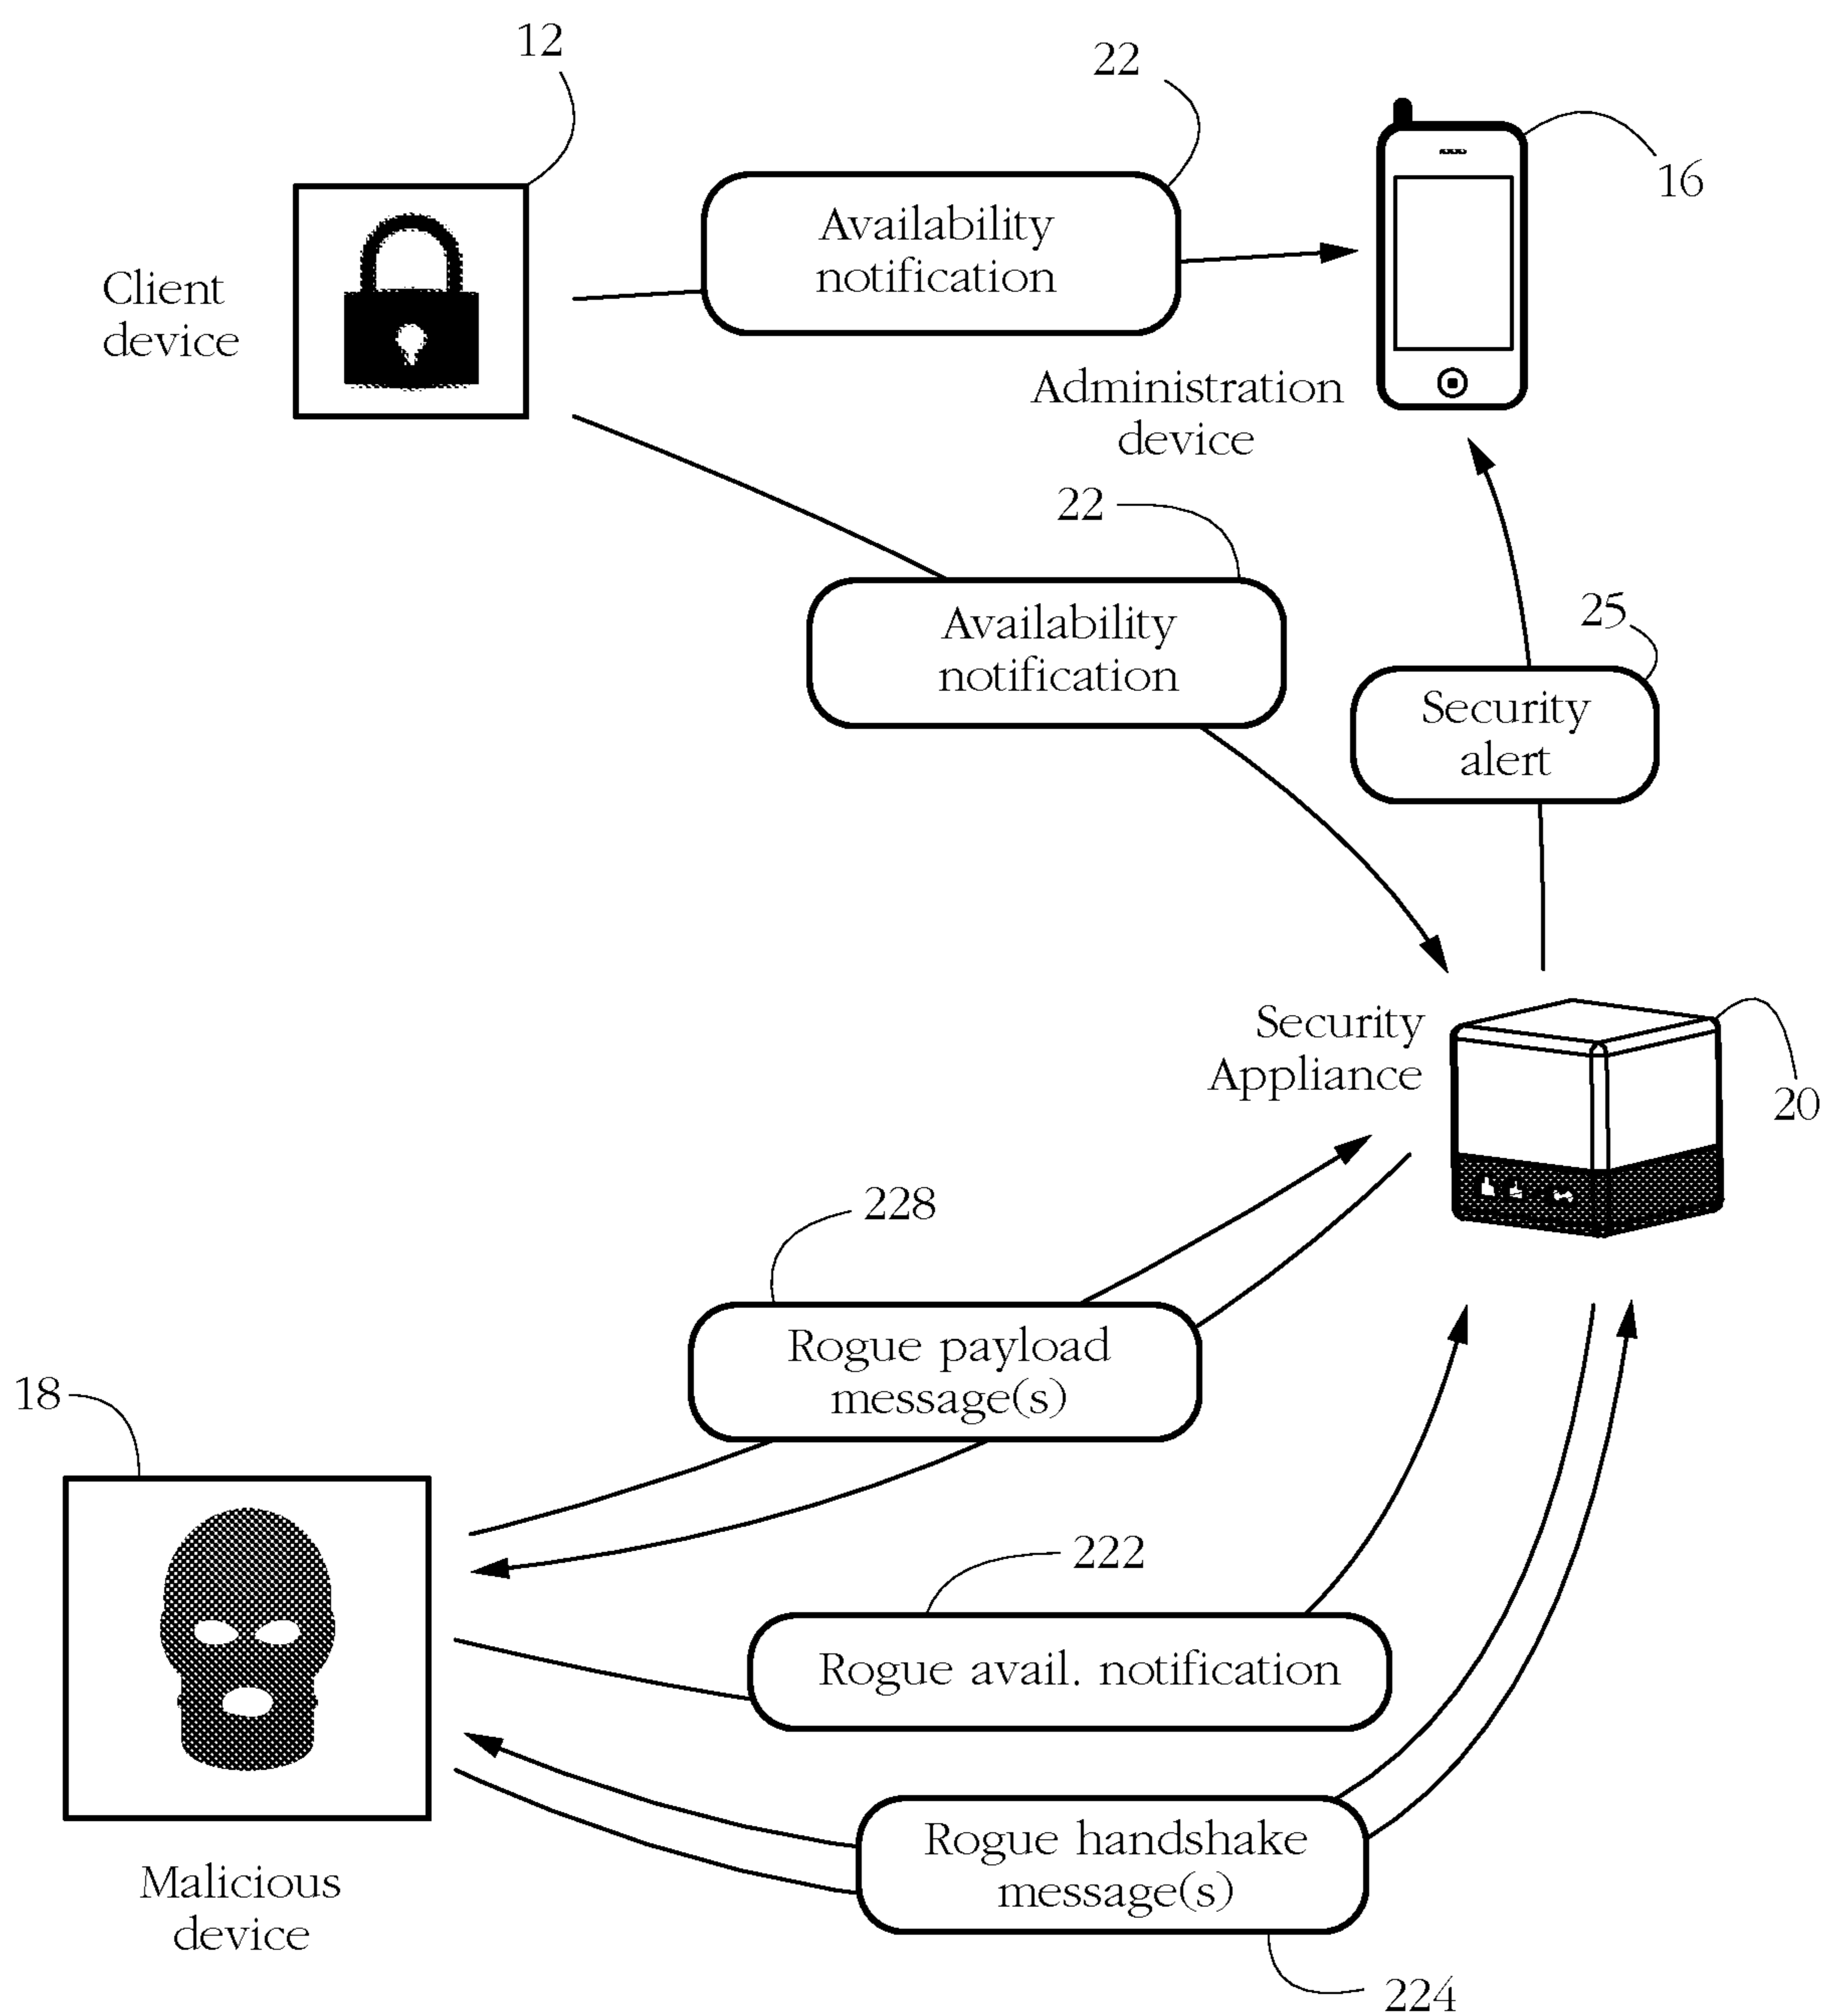 12
22
16
Availability
notification
Client
device
Administration
device
22
Availability
notification
25
Security
alert
Security
Appliance
20
228
Rogue payload
message(s)
18
222
Rogue avail. notification
Rogue handshake
message(s)
Malicious
device
224